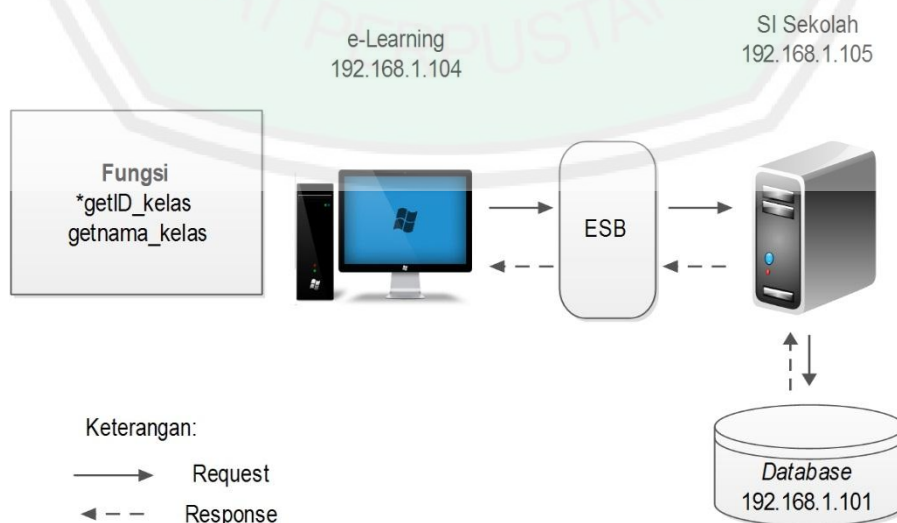 PERPUSTA
e-Learning
192.168.1.104
SI Sekolah
192.168.1.105
Fungsi
*getID_kelas
getnama_kelas
ESB
Keterangan:
Request
Response
Database
192.168.1.101